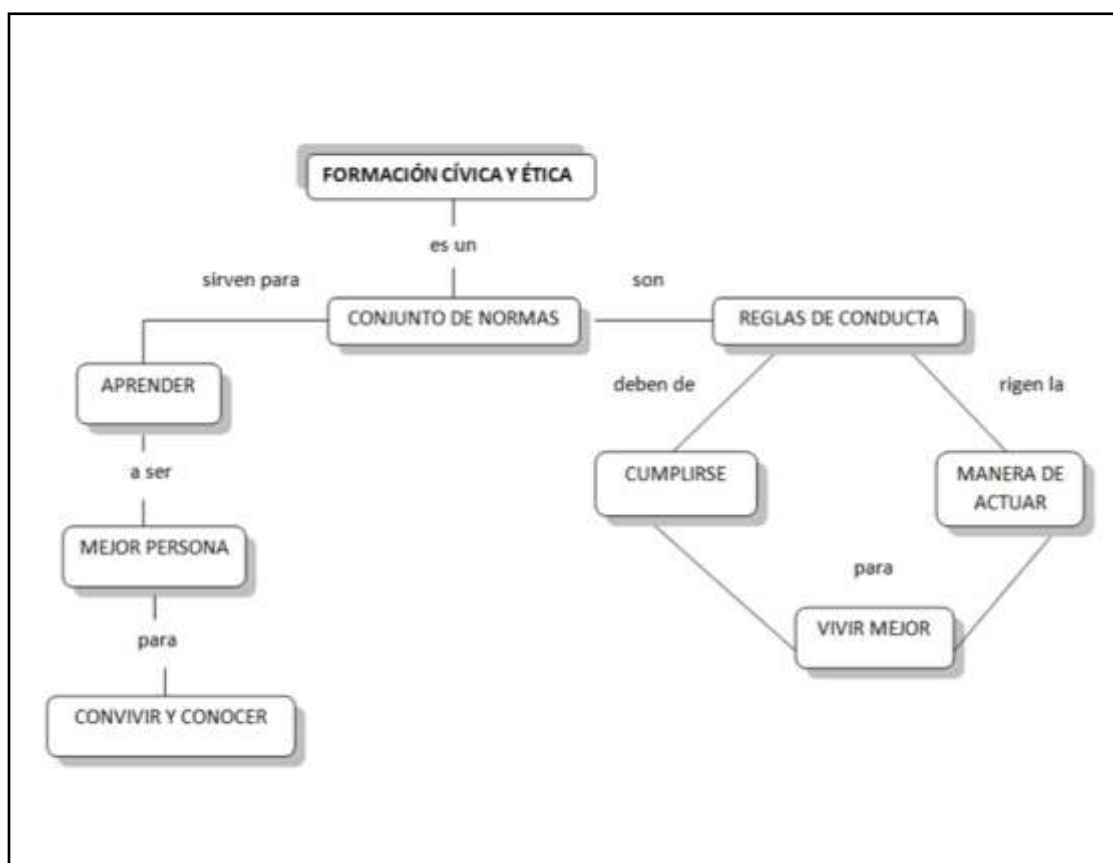 FORMACIÓN CÍVICA Y ÉTICA
es un
sirven para
son
CONJUNTO DE NORMAS
REGLAS DE CONDUCTA
APRENDER
deben de
rigen la
a ser
CUMPLIRSE
MANERA DE
ACTUAR
MEJOR PERSONA
para
VIVIR MEJOR
para
CONVIVIR Y CONOCER